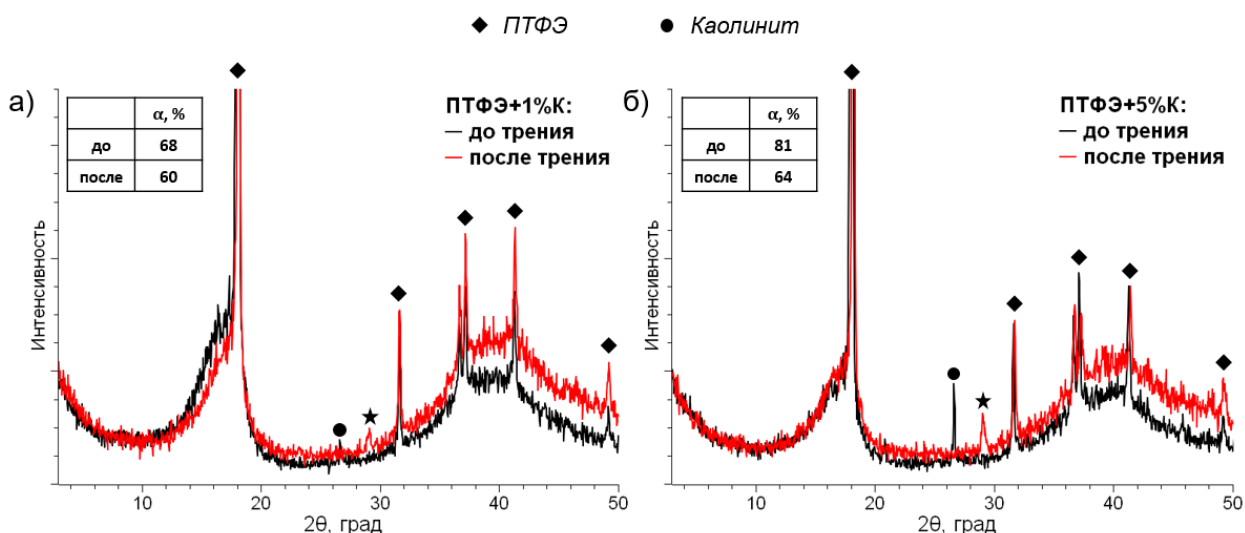 ◆ ПТФЭ ● Каолинит
а)
α, %
до 68
после 60
ПТФЭ+1%К:
— до трения
— после трения
Интенсивность
10 20 30 40 50
2θ, град
б)
α, %
до 81
после 64
ПТФЭ+5%К:
— до трения
— после трения
Интенсивность
10 20 30 40 50
2θ, град